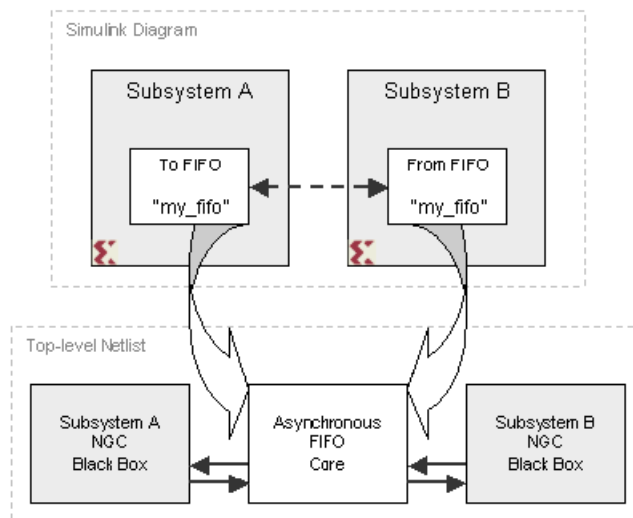 Simulink Diagram
Subsystem A
Subsystem B
To FIFO
"my_fifo"
From FIFO
"my_fifo"
Top-level Netlist
Subsystem A
NGC
Black Box
Asynchronous
FIFO
Core
Subsystem B
NGC
Black Box